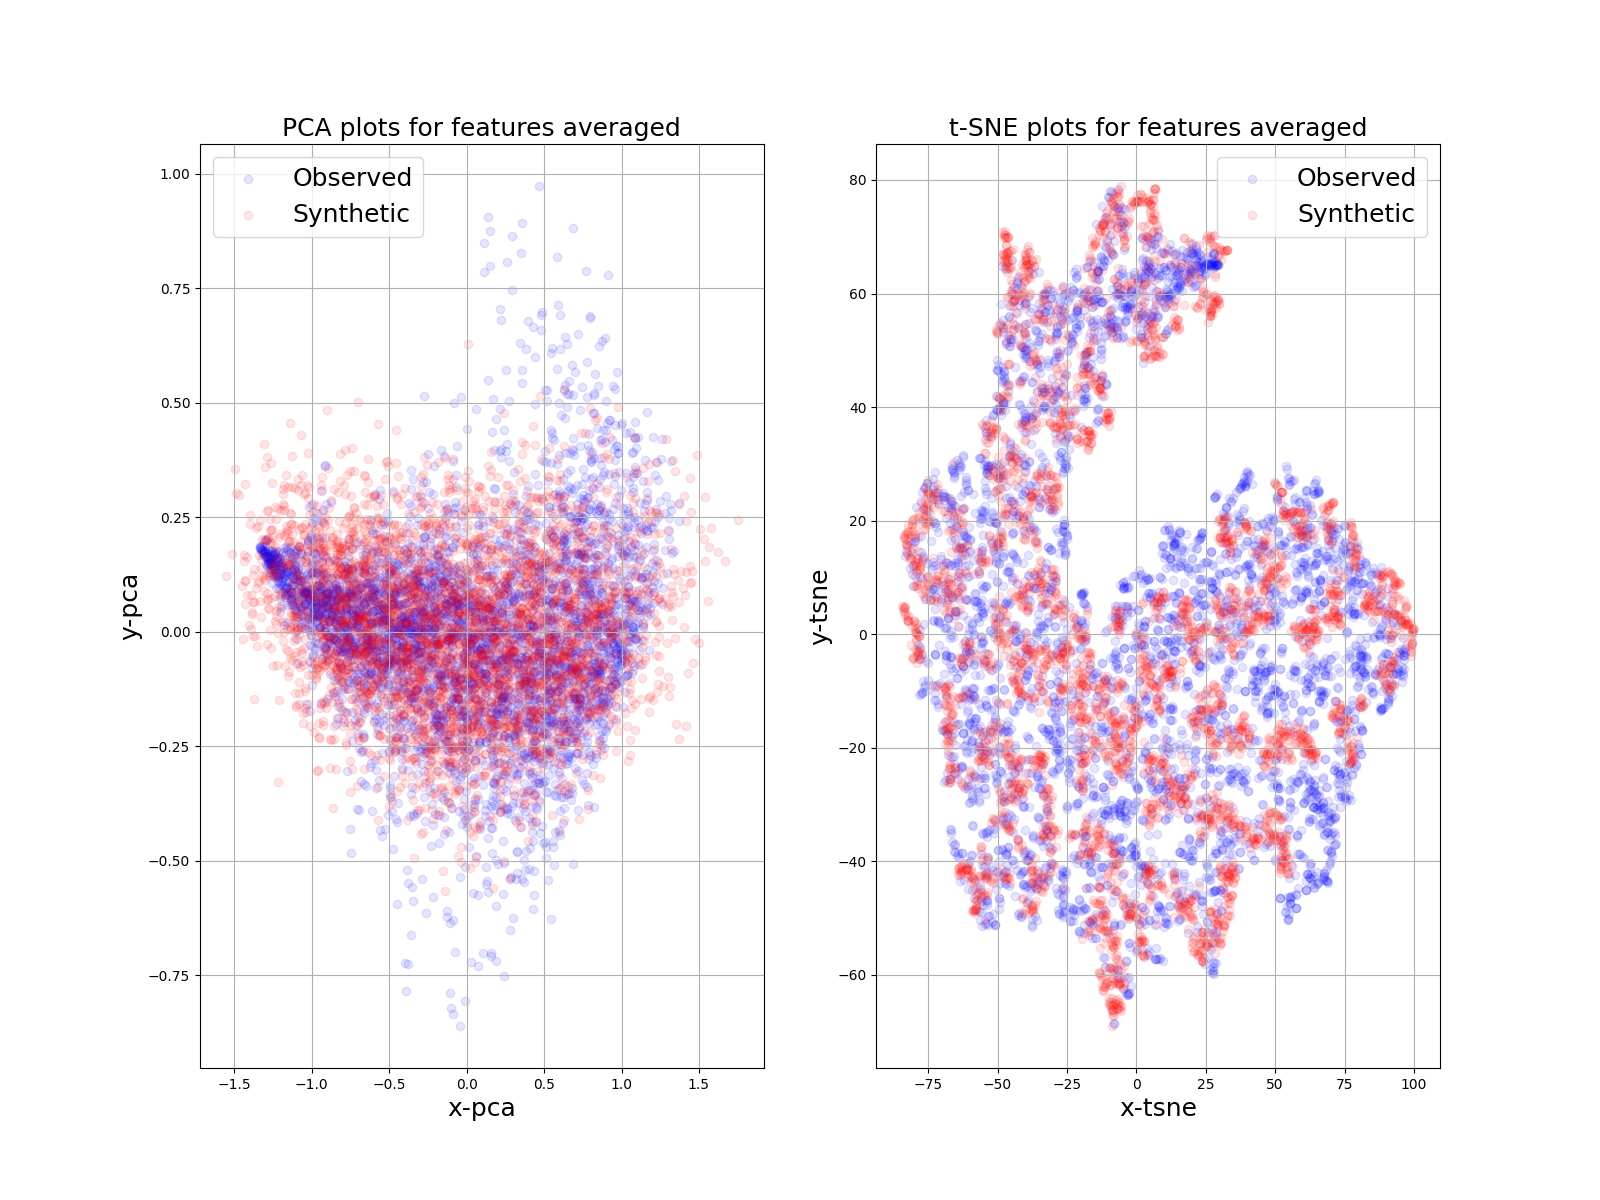 PCA plots for features averaged
Observed
Synthetic
1.00
0.75
0.50
0.25
0.00
−0.25
−0.50
−0.75
y-pca
−1.5 −1.0 −0.5 0.0 0.5 1.0 1.5
x-pca
t-SNE plots for features averaged
Observed
Synthetic
80
60
40
20
0
−20
−40
−60
y-tsne
−75 −50 −25 0 25 50 75 100
x-tsne